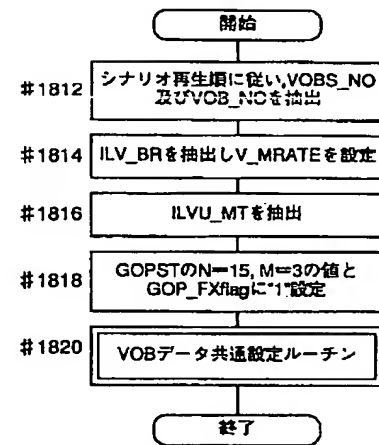 開始
#1812
シナリオ再生順に従い,VOBS_NO
及びVOB_NOを抽出
#1814
ILV_BRを抽出しV_MRATEを設定
#1816
ILVU_MTを抽出
#1818
GOPSTのN=15, M=3の値と
GOP_FXflagに"1"設定
#1820
VOBデータ共通設定ルーチン
終了